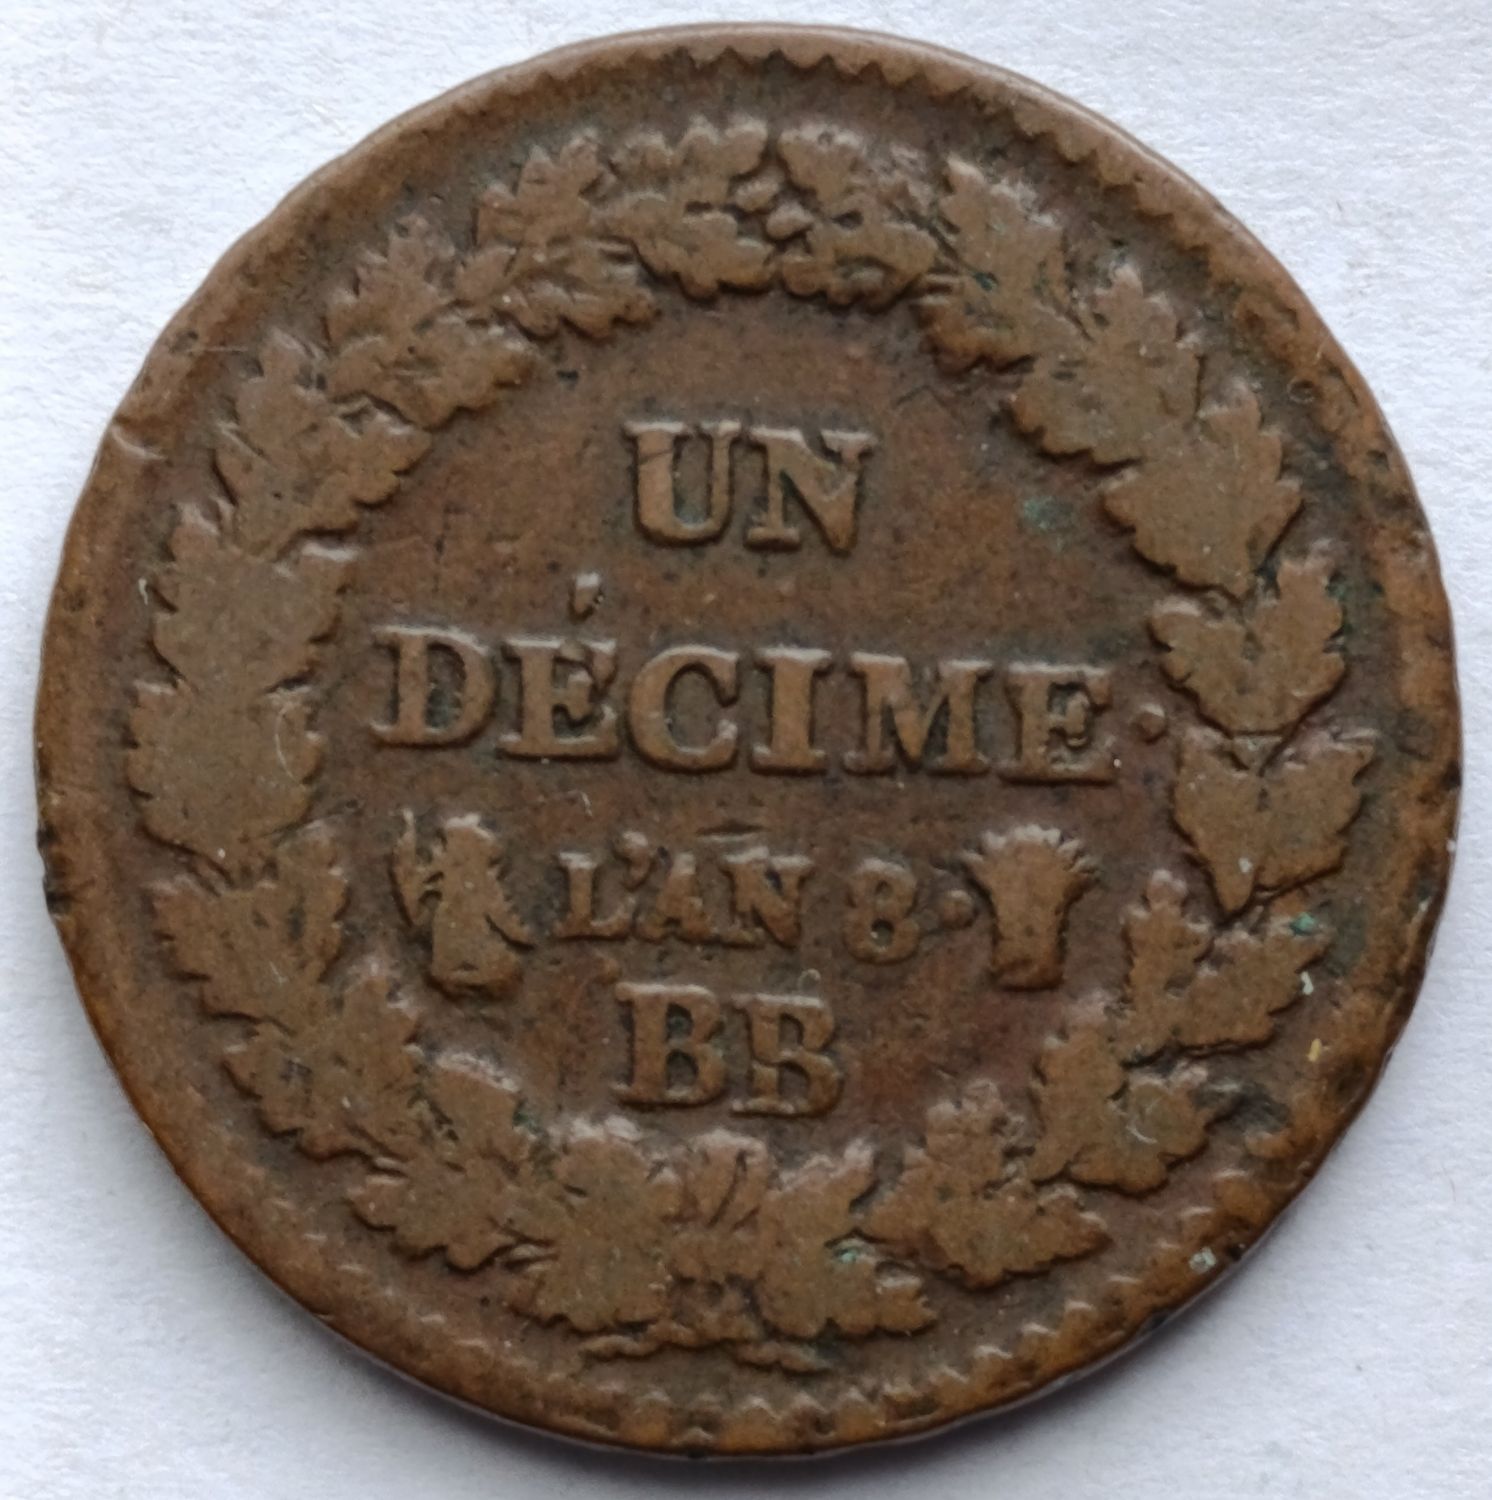 UN
DÉCIME.
L'AN 8.
BB